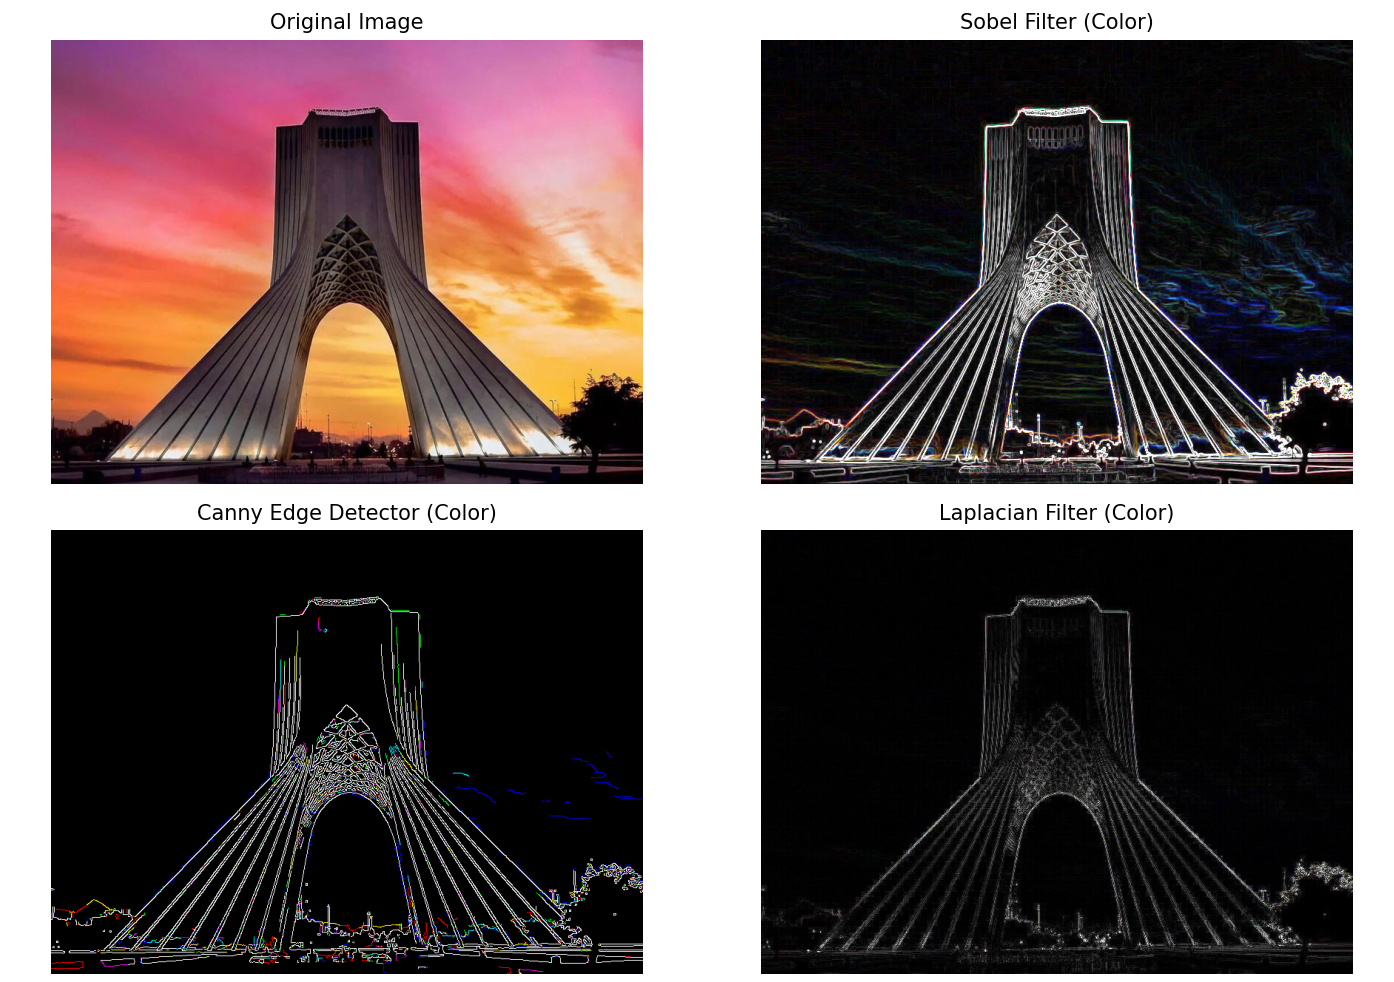 Original Image
Sobel Filter (Color)
Canny Edge Detector (Color)
Laplacian Filter (Color)